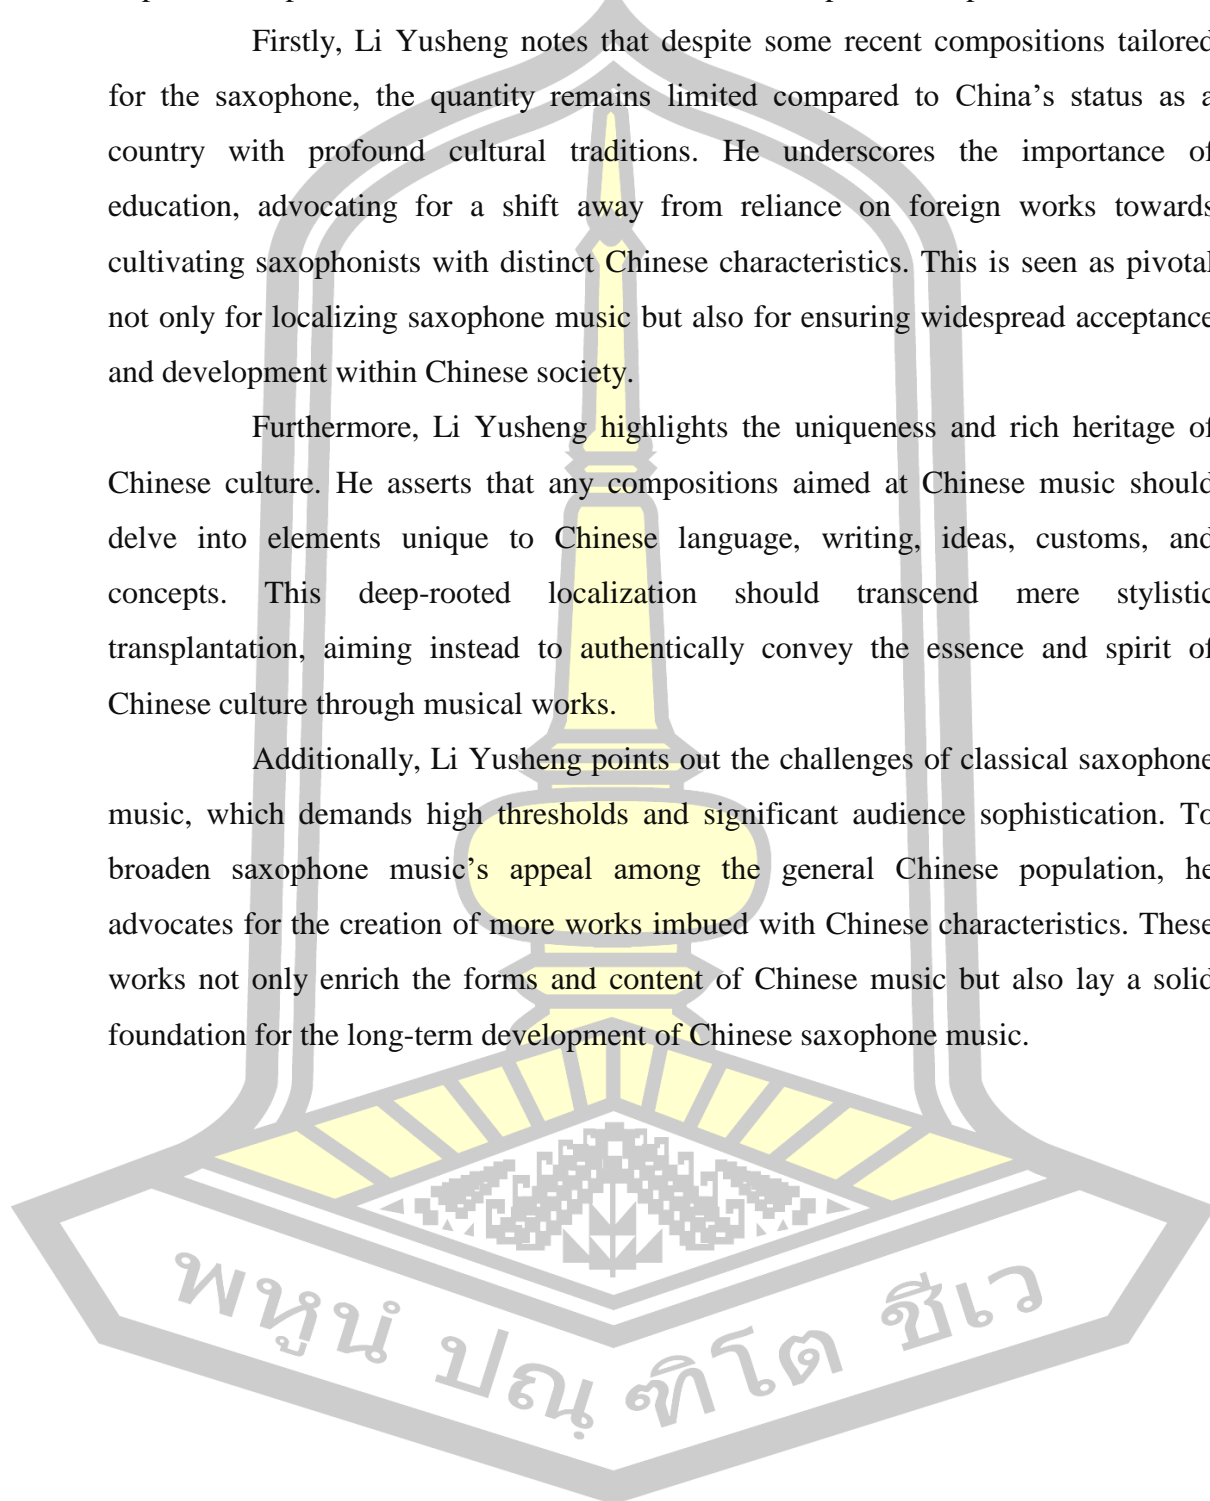 Firstly, Li Yusheng notes that despite some recent compositions tailored
for the saxophone, the quantity remains limited compared to China’s status as a
country with profound cultural traditions. He underscores the importance of
education, advocating for a shift away from reliance on foreign works towards
cultivating saxophonists with distinct Chinese characteristics. This is seen as pivotal
not only for localizing saxophone music but also for ensuring widespread acceptance
and development within Chinese society.
Furthermore, Li Yusheng highlights the uniqueness and rich heritage of
Chinese culture. He asserts that any compositions aimed at Chinese music should
delve into elements unique to Chinese language, writing, ideas, customs, and
concepts. This deep-rooted localization should transcend mere stylistic
transplantation, aiming instead to authentically convey the essence and spirit of
Chinese culture through musical works.
Additionally, Li Yusheng points out the challenges of classical saxophone
music, which demands high thresholds and significant audience sophistication. To
broaden saxophone music’s appeal among the general Chinese population, he
advocates for the creation of more works imbued with Chinese characteristics. These
works not only enrich the forms and content of Chinese music but also lay a solid
foundation for the long-term development of Chinese saxophone music.
พหูนํ ปณฺฑิโต ชีเว